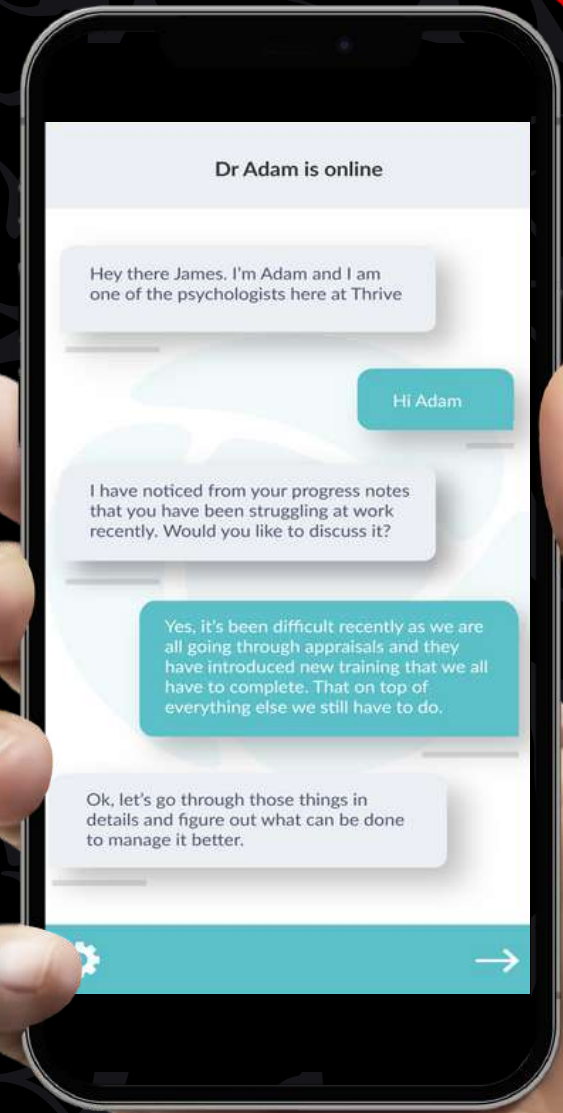 Dr Adam is online
Hey there James. I'm Adam and I am
one of the psychologists here at Thrive
Hi Adam
I have noticed from your progress notes
that you have been struggling at work
recently. Would you like to discuss it?
Yes, it's been difficult recently as we are
all going through appraisals and they
have introduced new training that we all
have to complete. That on top of
everything else we still have to do.
Ok, let's go through those things in
details and figure out what can be done
to manage it better.